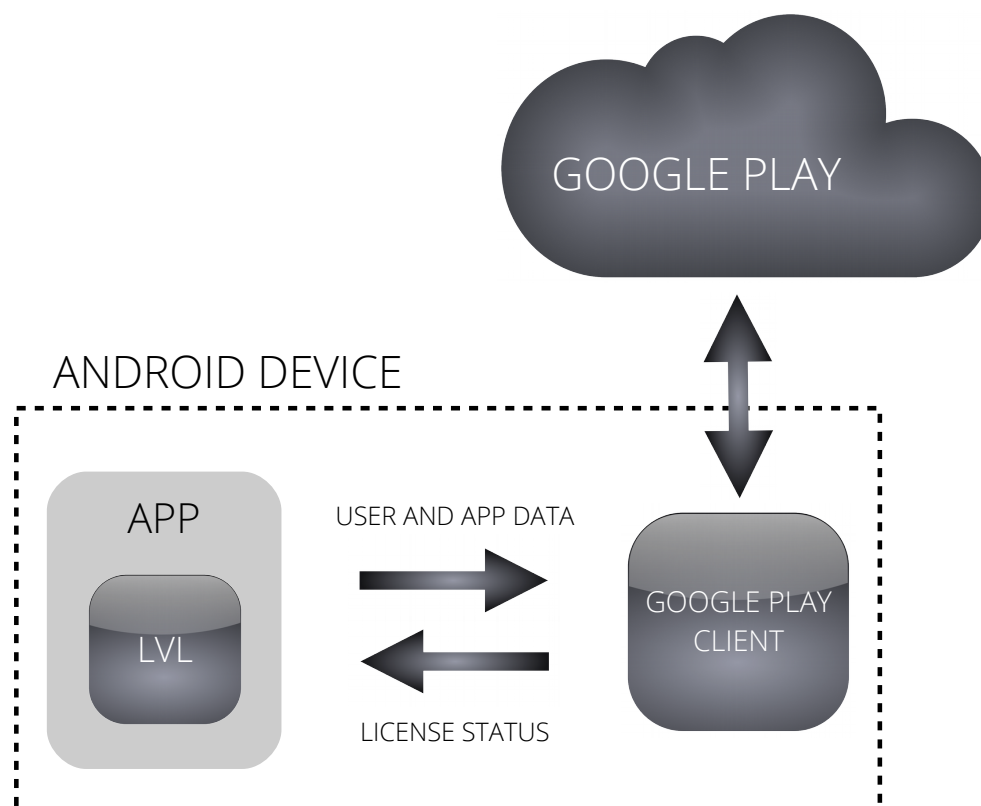 GOOGLE PLAY
ANDROID DEVICE
APP
LVL
USER AND APP DATA
LICENSE STATUS
GOOGLE PLAY
CLIENT